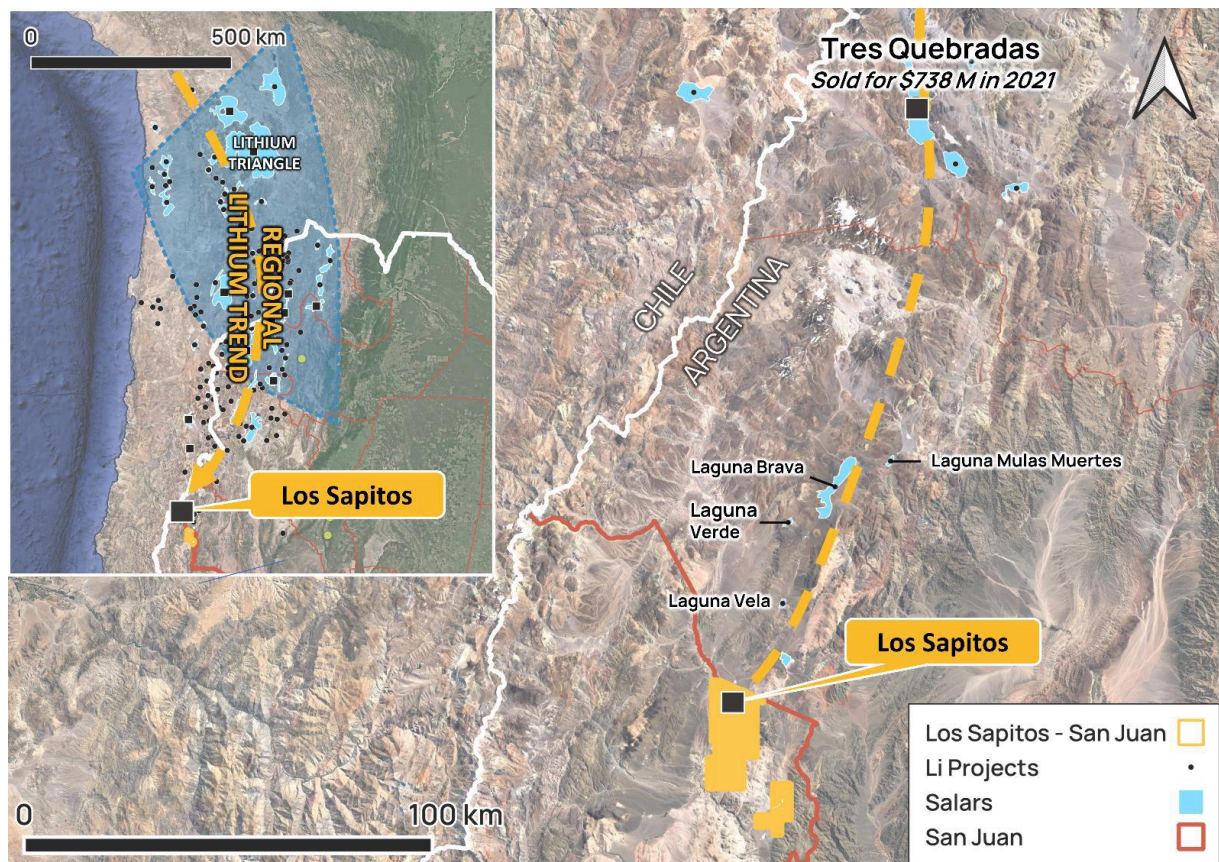 0
500 km
LITHIUM
TRIANGLE
REGIONAL
LITHIUM TREND
Los Sapitos
Tres Quebradas
Sold for $738 M in 2021
CHILE
ARGENTINA
Laguna Brava
Laguna Mulas Muertes
Laguna
Verde
Laguna Vela
Los Sapitos
0
100 km
Los Sapitos - San Juan
Li Projects
Salars
San Juan